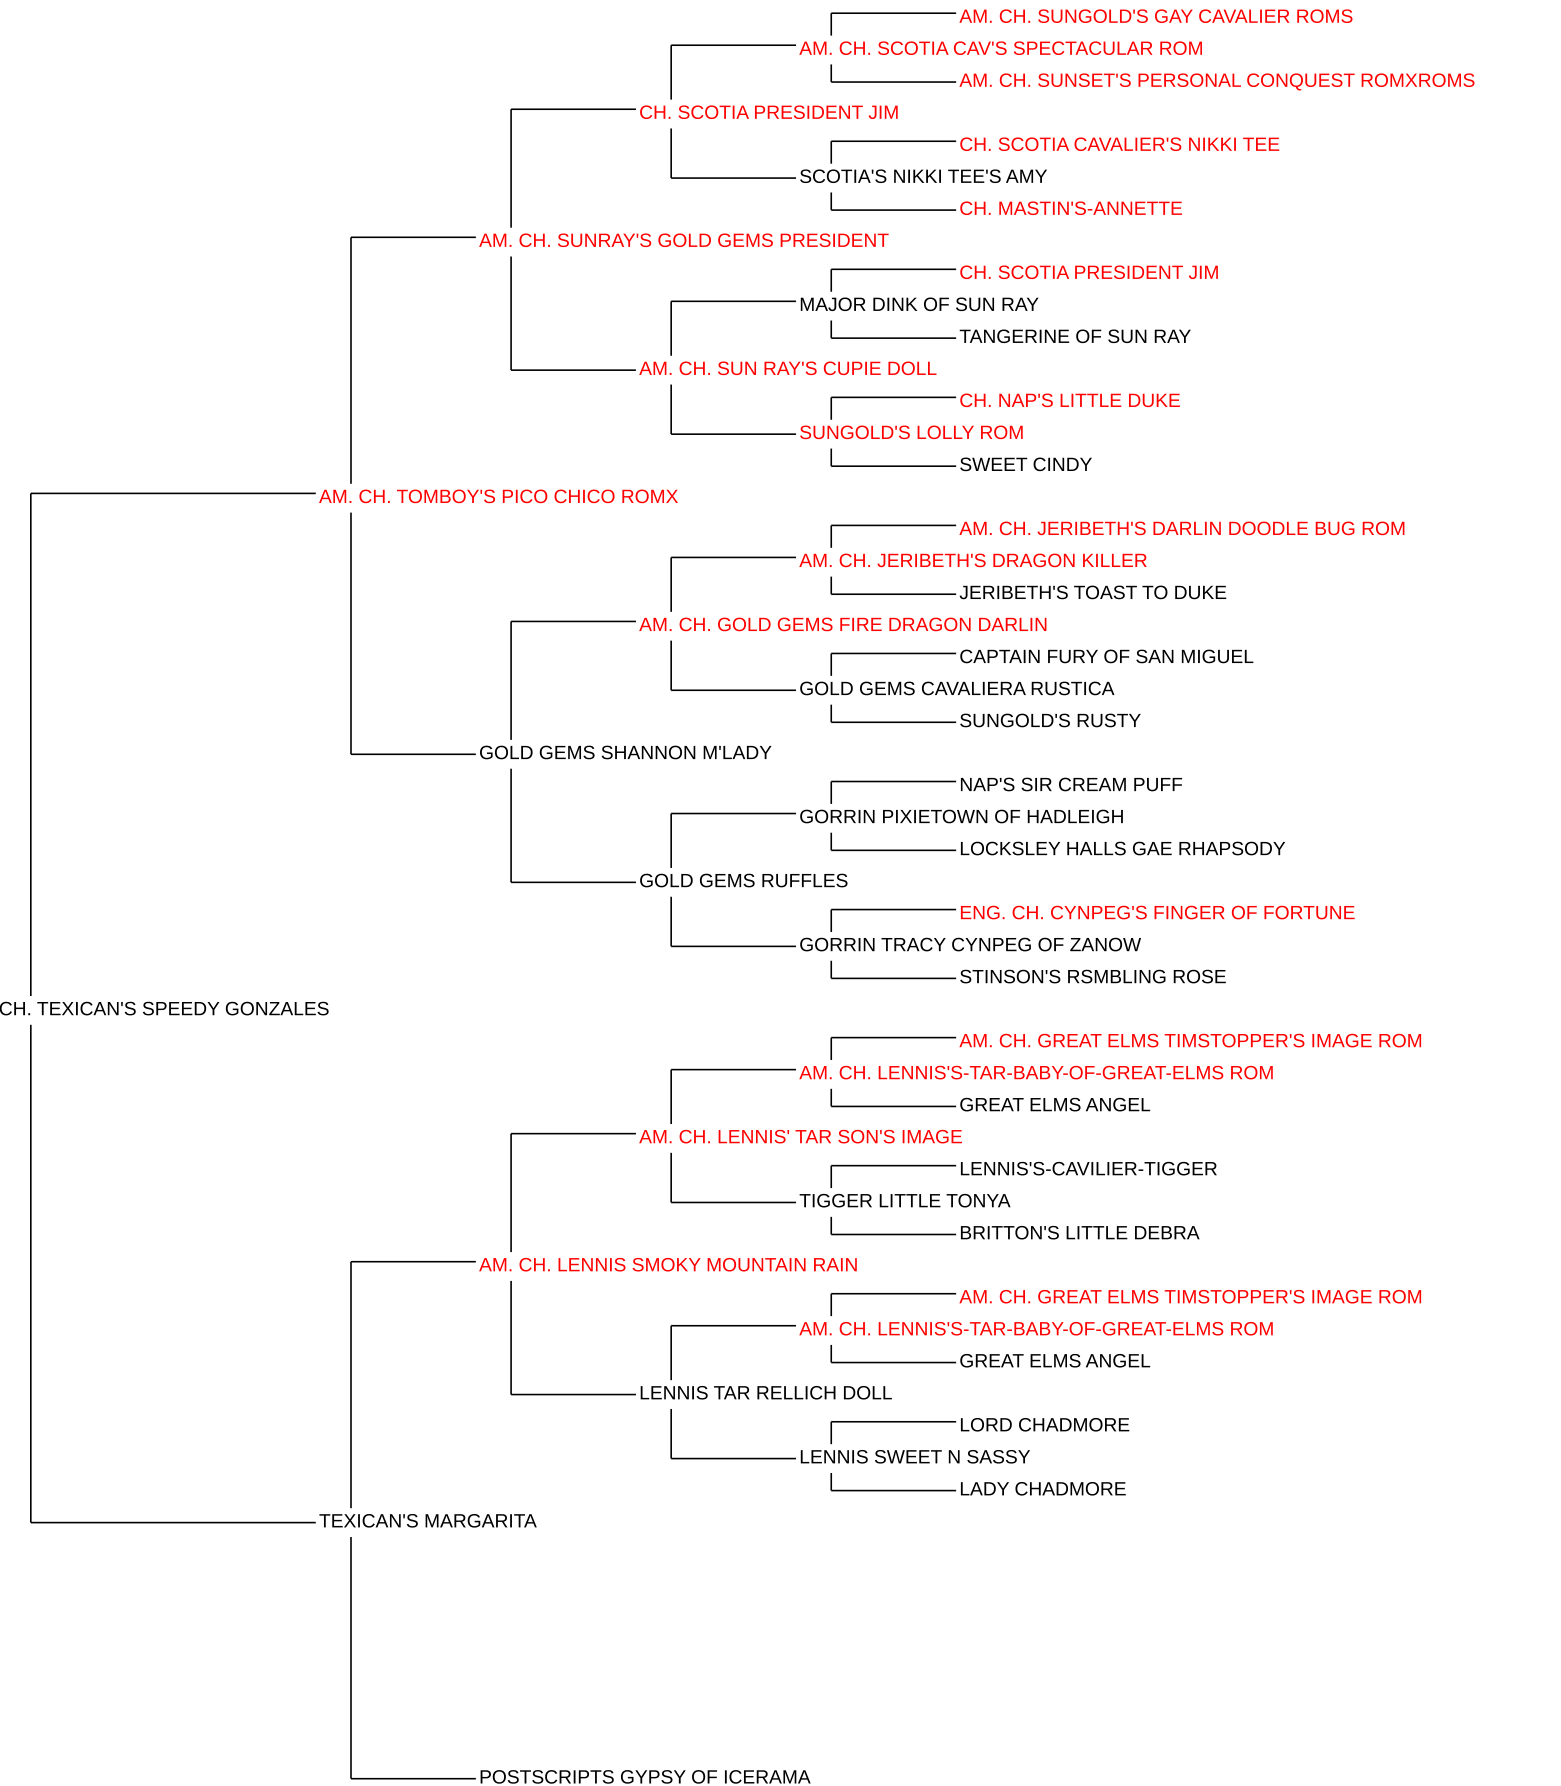 AM. CH. SUNGOLD'S GAY CAVALIER ROMS
AM. CH. SCOTIA CAV'S SPECTACULAR ROM
AM. CH. SUNSET'S PERSONAL CONQUEST ROMXROMS
CH. SCOTIA PRESIDENT JIM
CH. SCOTIA CAVALIER'S NIKKI TEE
SCOTIA'S NIKKI TEE'S AMY
CH. MASTIN'S-ANNETTE
AM. CH. SUNRAY'S GOLD GEMS PRESIDENT
CH. SCOTIA PRESIDENT JIM
MAJOR DINK OF SUN RAY
TANGERINE OF SUN RAY
AM. CH. SUN RAY'S CUPIE DOLL
CH. NAP'S LITTLE DUKE
SUNGOLD'S LOLLY ROM
SWEET CINDY
AM. CH. TOMBOY'S PICO CHICO ROMX
AM. CH. JERIBETH'S DARLIN DOODLE BUG ROM
AM. CH. JERIBETH'S DRAGON KILLER
JERIBETH'S TOAST TO DUKE
AM. CH. GOLD GEMS FIRE DRAGON DARLIN
CAPTAIN FURY OF SAN MIGUEL
GOLD GEMS CAVALIERA RUSTICA
SUNGOLD'S RUSTY
GOLD GEMS SHANNON M'LADY
NAP'S SIR CREAM PUFF
GORRIN PIXIETOWN OF HADLEIGH
LOCKSLEY HALLS GAE RHAPSODY
GOLD GEMS RUFFLES
ENG. CH. CYNPEG'S FINGER OF FORTUNE
GORRIN TRACY CYNPEG OF ZANOW
STINSON'S RSMBLING ROSE
CH. TEXICAN'S SPEEDY GONZALES
AM. CH. GREAT ELMS TIMSTOPPER'S IMAGE ROM
AM. CH. LENNIS'S-TAR-BABY-OF-GREAT-ELMS ROM
GREAT ELMS ANGEL
AM. CH. LENNIS' TAR SON'S IMAGE
LENNIS'S-CAVILIER-TIGGER
TIGGER LITTLE TONYA
BRITTON'S LITTLE DEBRA
AM. CH. LENNIS SMOKY MOUNTAIN RAIN
AM. CH. GREAT ELMS TIMSTOPPER'S IMAGE ROM
AM. CH. LENNIS'S-TAR-BABY-OF-GREAT-ELMS ROM
GREAT ELMS ANGEL
LENNIS TAR RELLICH DOLL
LORD CHADMORE
LENNIS SWEET N SASSY
LADY CHADMORE
TEXICAN'S MARGARITA
POSTSCRIPTS GYPSY OF ICERAMA